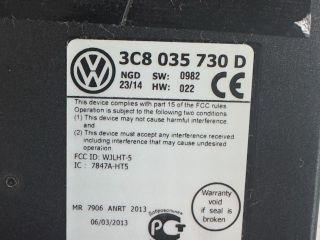 3C8 035 730 D
NGD SW: 0982
23/14 HW: 022
This device complies with part 15 of the FCC rules.
Operation is subject to the following two conditions:
(1) This device may not cause harmful interference
and
(2) This device must accept any interference received
including interference that may cause undesirable
operation.
FCC ID: WJLHT-5
IC : 7847A-HT5
MR 7906 ANRT 2013
06/03/2013
Добровольная
РСТ
Warranty
void
if seal is
broken